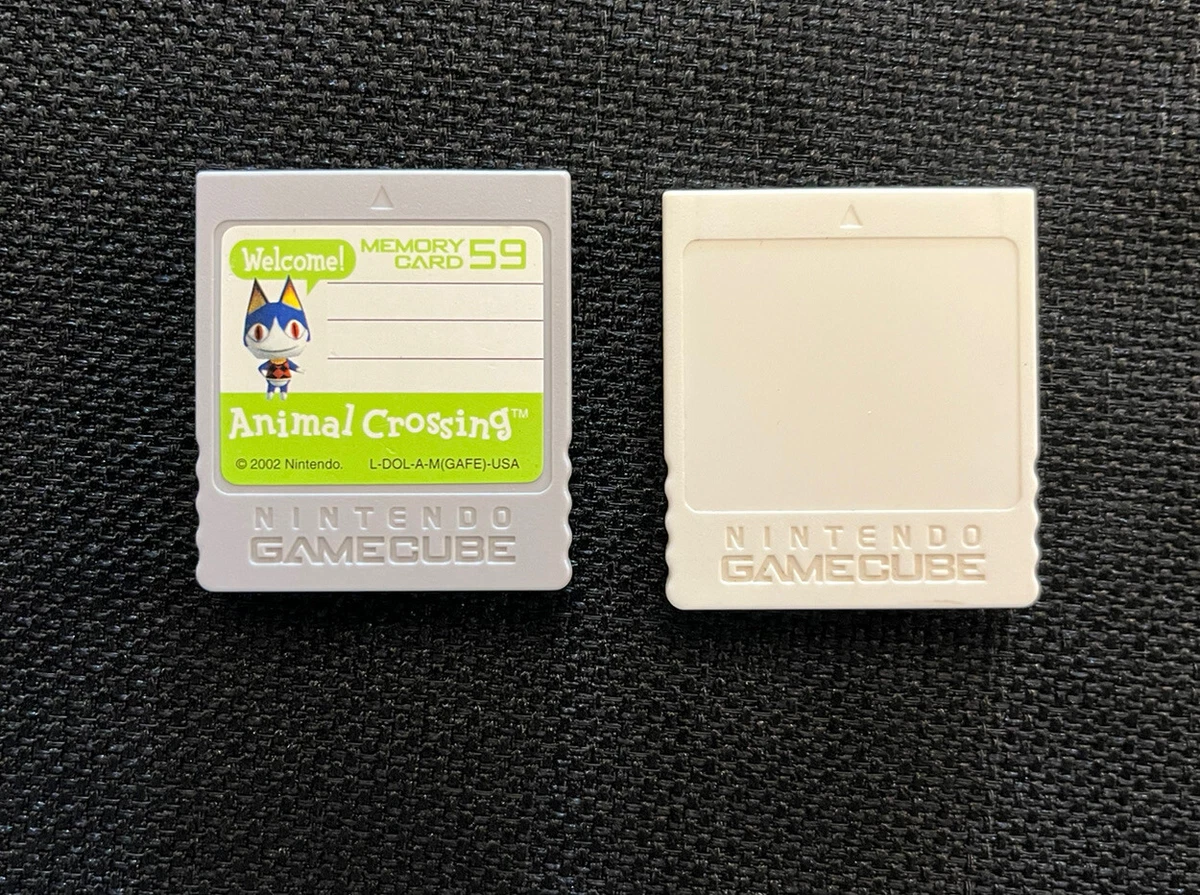 Welcome!
MEMORY
CARD 59
Animal Crossing™
© 2002 Nintendo. L-DOL-A-M(GAFE)-USA
NINTENDO
GAMECUBE
NINTENDO
GAMECUBE